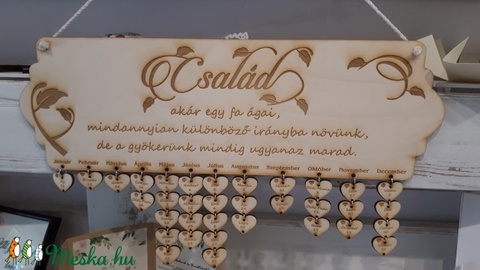 Család
akár egy fa ágai,
mindannyian különböző irányba növünk,
de a gyökerünk mindig ugyanaz marad.
Január Február Március Április Május Június Július Augusztus Szeptember Október November December
Meska.hu